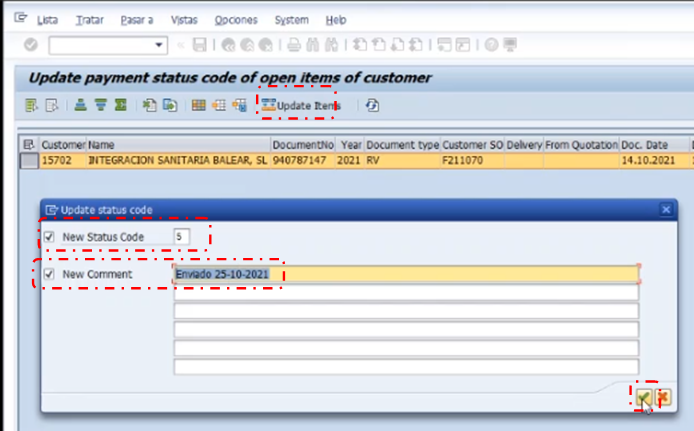 Lista Tratar Pasar a Vistas Opciones System Help
Update payment status code of open items of customer
Update Items
Customer Name DocumentNo Year Document type Customer SO Delivery From Quotation Doc. Date
15702 INTEGRACION SANITARIA BALEAR, SL 940787147 2021 RV F211070 14.10.2021
Update status code
New Status Code 5
New Comment Enviado 25-10-2021